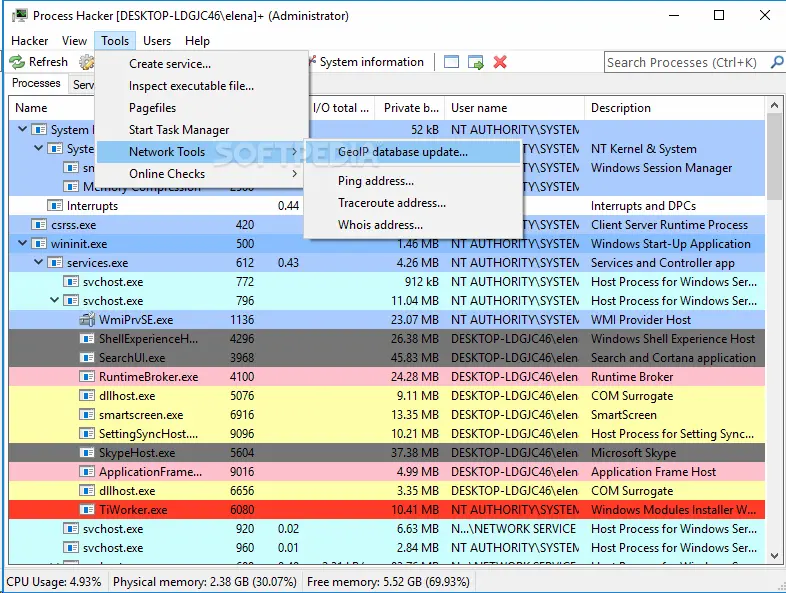 Process Hacker [DESKTOP-LDGJC46\elena]+ (Administrator)
Hacker View Tools Users Help
Refresh System information Search Processes (Ctrl+K)
Processes Serv
Name I/O total ... Private b... User name Description
Create service...
Inspect executable file...
Pagefiles
Start Task Manager
Network Tools
Online Checks
GeoIP database update...
Ping address...
Traceroute address...
Whois address...
SOFTPEDIA
System 52 kB NT AUTHORITY\SYSTEM
Syste NT Kernel & System
sm Windows Session Manager
Memory Compression
Interrupts 0.44 Interrupts and DPCs
csrss.exe 420 Client Server Runtime Process
wininit.exe 500 1.46 MB NT AUTHORITY\SYSTEM Windows Start-Up Application
services.exe 612 0.43 4.26 MB NT AUTHORITY\SYSTEM Services and Controller app
svchost.exe 772 912 kB NT AUTHORITY\SYSTEM Host Process for Windows Ser...
svchost.exe 796 11.04 MB NT AUTHORITY\SYSTEM Host Process for Windows Ser...
WmiPrvSE.exe 1136 23.07 MB NT AUTHORITY\SYSTEM WMI Provider Host
ShellExperienceH... 4296 26.38 MB DESKTOP-LDGJC46\elen Windows Shell Experience Host
SearchUI.exe 3968 45.83 MB DESKTOP-LDGJC46\elen Search and Cortana application
RuntimeBroker.exe 4100 24.28 MB DESKTOP-LDGJC46\elen Runtime Broker
dllhost.exe 5076 9.11 MB DESKTOP-LDGJC46\elen COM Surrogate
smartscreen.exe 6916 13.35 MB DESKTOP-LDGJC46\elen SmartScreen
SettingSyncHost.... 9096 10.21 MB DESKTOP-LDGJC46\elen Host Process for Setting Sync...
SkypeHost.exe 5604 37.38 MB DESKTOP-LDGJC46\elen Microsoft Skype
ApplicationFrame... 9016 4.99 MB DESKTOP-LDGJC46\elen Application Frame Host
dllhost.exe 6656 3.35 MB DESKTOP-LDGJC46\elen COM Surrogate
TiWorker.exe 6080 10.41 MB NT AUTHORITY\SYSTEM Windows Modules Installer W...
svchost.exe 920 0.02 6.63 MB N...\NETWORK SERVICE Host Process for Windows Ser...
svchost.exe 960 0.01 2.84 MB NT AUTHORITY\SYSTEM Host Process for Windows Ser...
CPU Usage: 4.93% Physical memory: 2.38 GB (30.07%) Free memory: 5.52 GB (69.93%)